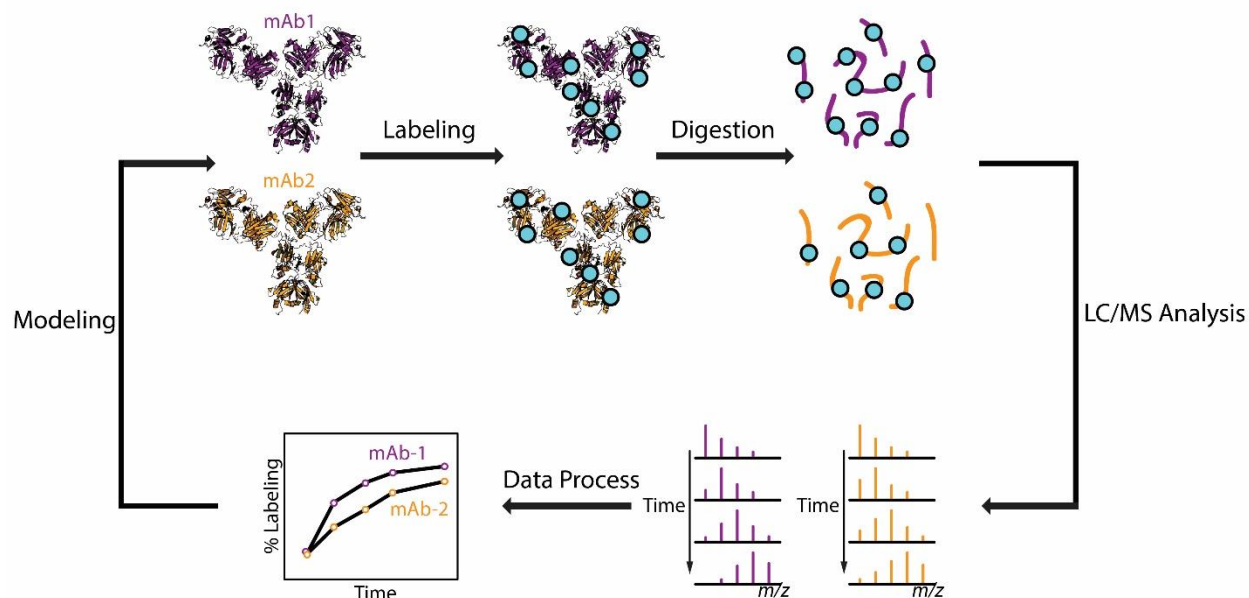 mAb1
Labeling
Digestion
mAb2
Modeling
LC/MS Analysis
% Labeling
mAb-1
mAb-2
Time
Data Process
Time
m/z
Time
m/z